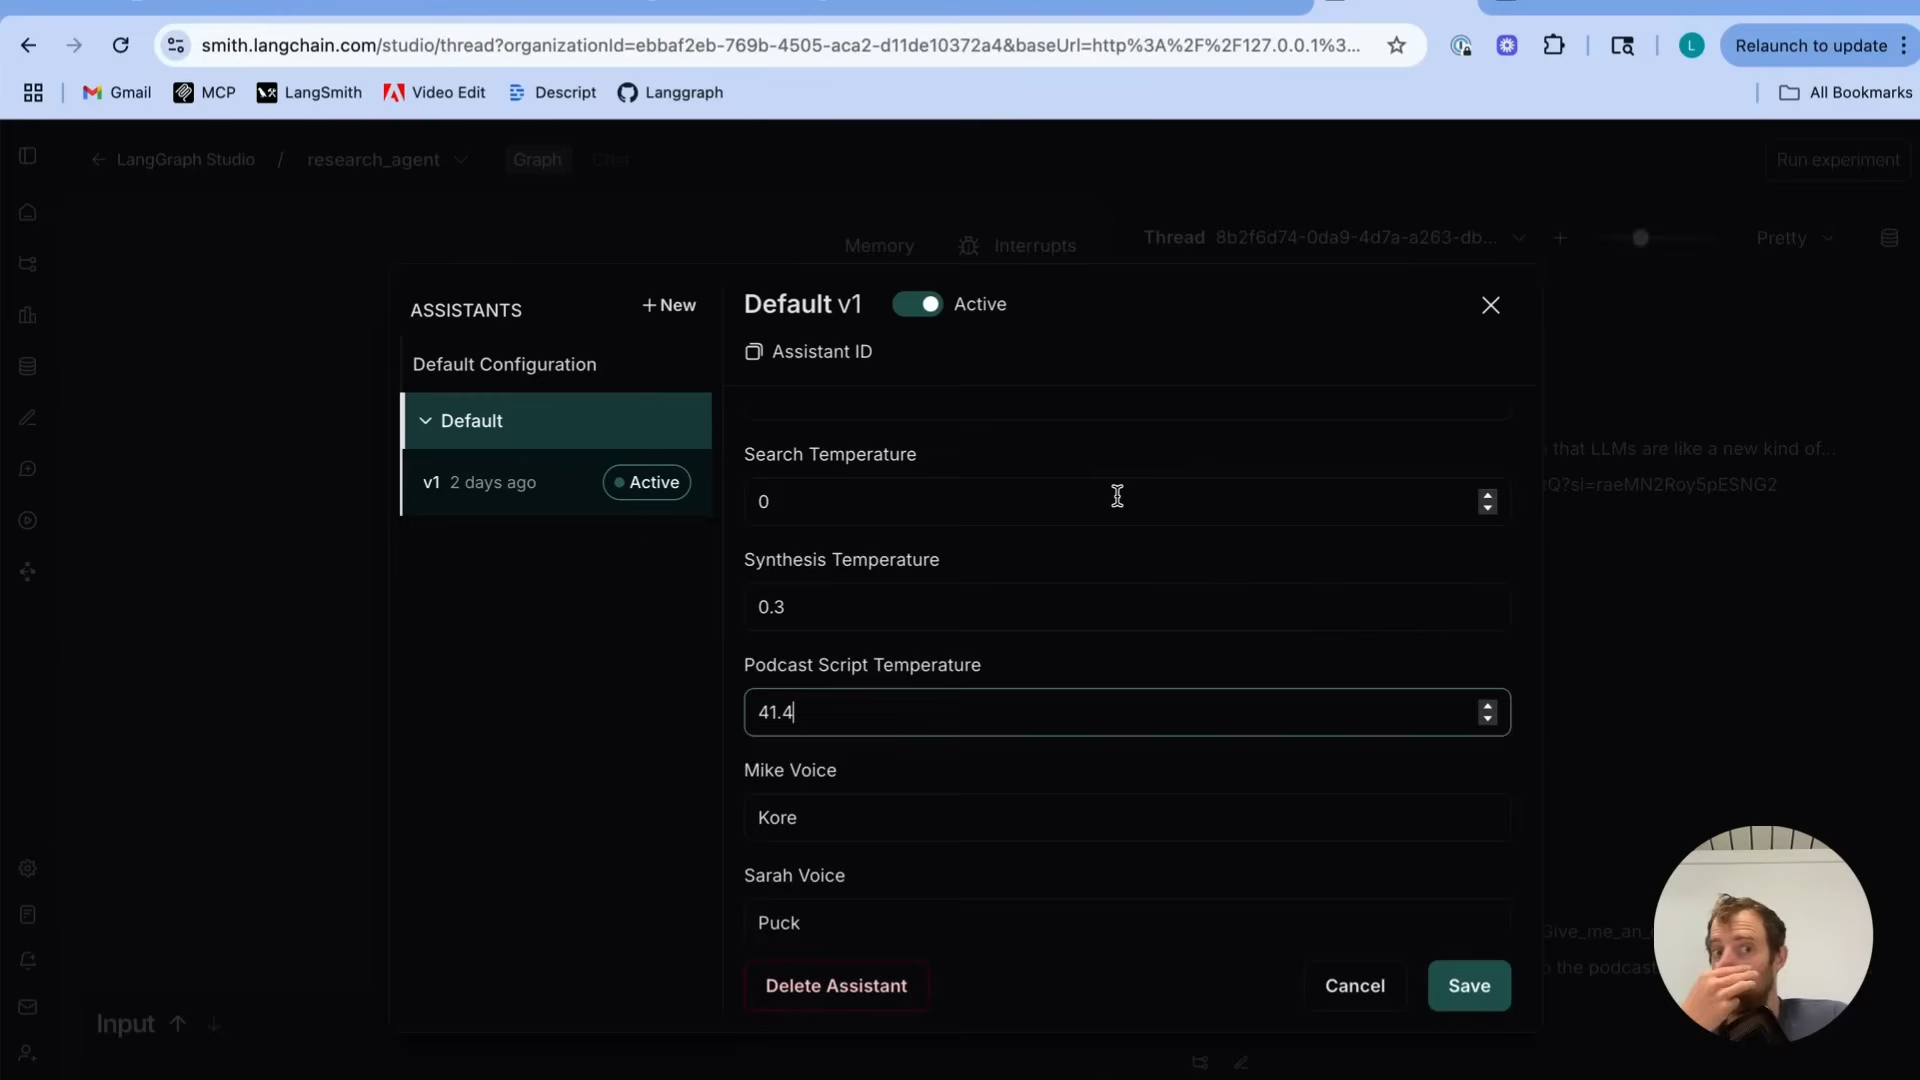 smith.langchain.com/studio/thread?organizationId=ebbaf2eb-769b-4505-aca2-d11de10372a4&baseUrl=http%3A%2F%2F127.0.0.1%3...
L
Relaunch to update
Gmail
MCP
LangSmith
Video Edit
Descript
Langgraph
All Bookmarks
LangGraph Studio / research_agent
Graph
Chat
Run experiment
Memory
Interrupts
Thread 8b2f6d74-0da9-4d7a-a263-db...
Pretty
ASSISTANTS
+ New
Default v1
Active
Assistant ID
Default Configuration
Default
v1 2 days ago
Active
Search Temperature
0
Synthesis Temperature
0.3
Podcast Script Temperature
41.4
Mike Voice
Kore
Sarah Voice
Puck
that LLMs are like a new kind of...
Q?si=raeMN2Roy5pESNG2
Give_me_an_
the podcast
Delete Assistant
Cancel
Save
Input